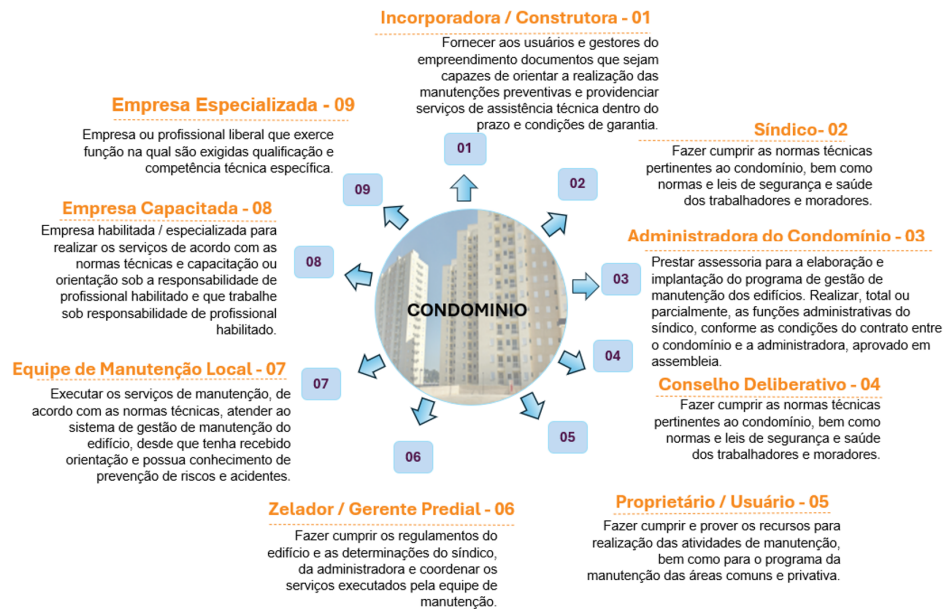 Incorporadora / Construtora - 01
Fornecer aos usuários e gestores do
empreendimento documentos que sejam
capazes de orientar a realização das
manutenções preventivas e providenciar
serviços de assistência técnica dentro do
prazo e condições de garantia.
Síndico- 02
Fazer cumprir as normas técnicas
pertinentes ao condomínio, bem como
normas e leis de segurança e saúde
dos trabalhadores e moradores.
Administradora do Condomínio - 03
Prestar assessoria para a elaboração e
implantação do programa de gestão de
manutenção dos edifícios. Realizar, total ou
parcialmente, as funções administrativas do
síndico, conforme as condições do contrato entre
o condomínio e a administradora, aprovado em
assembleia.
Conselho Deliberativo - 04
Fazer cumprir as normas técnicas
pertinentes ao condomínio, bem como
normas e leis de segurança e saúde
dos trabalhadores e moradores.
Proprietário / Usuário - 05
Fazer cumprir e prover os recursos para
realização das atividades de manutenção,
bem como para o programa da
manutenção das áreas comuns e privativa.
Zelador / Gerente Predial - 06
Fazer cumprir os regulamentos do
edifício e as determinações do síndico,
da administradora e coordenar os
serviços executados pela equipe de
manutenção.
Equipe de Manutenção Local - 07
Executar os serviços de manutenção, de
acordo com as normas técnicas, atender ao
sistema de gestão de manutenção do
edifício, desde que tenha recebido
orientação e possua conhecimento de
prevenção de riscos e acidentes.
Empresa Capacitada - 08
Empresa habilitada / especializada para
realizar os serviços de acordo com as
normas técnicas e capacitação ou
orientação sob a responsabilidade de
profissional habilitado e que trabalhe
sob responsabilidade de profissional
habilitado.
Empresa Especializada - 09
Empresa ou profissional liberal que exerce
função na qual são exigidas qualificação e
competência técnica específica.
01
02
03
04
05
06
07
08
09
CONDOMINIO